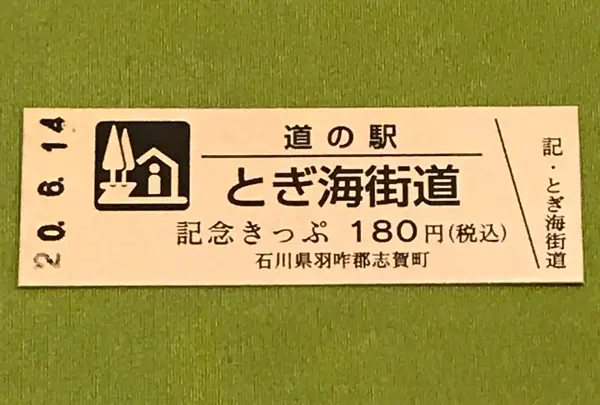 20.6.14
道の駅
とぎ海街道
記念きっぷ 180円(税込)
石川県羽咋郡志賀町
記・とぎ海街道